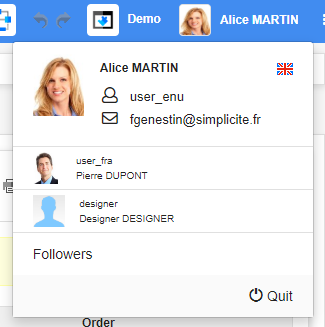 Demo
Alice MARTIN
Alice MARTIN
user_enu
fgenestin@simplicite.fr
user_fra
Pierre DUPONT
designer
Designer DESIGNER
Followers
Quit
Order